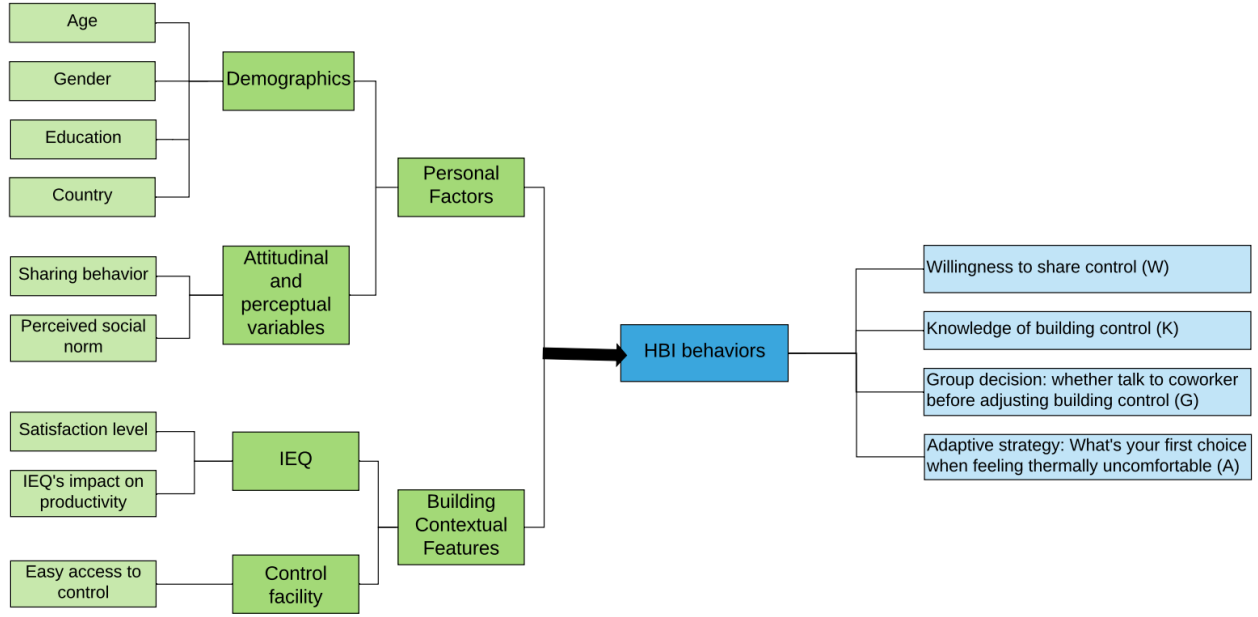 Age
Gender
Education
Country
Demographics
Sharing behavior
Perceived social
norm
Attitudinal
and
perceptual
variables
Personal
Factors
Satisfaction level
IEQ's impact on
productivity
IEQ
Easy access to
control
Control
facility
Building
Contextual
Features
HBI behaviors
Willingness to share control (W)
Knowledge of building control (K)
Group decision: whether talk to coworker
before adjusting building control (G)
Adaptive strategy: What's your first choice
when feeling thermally uncomfortable (A)